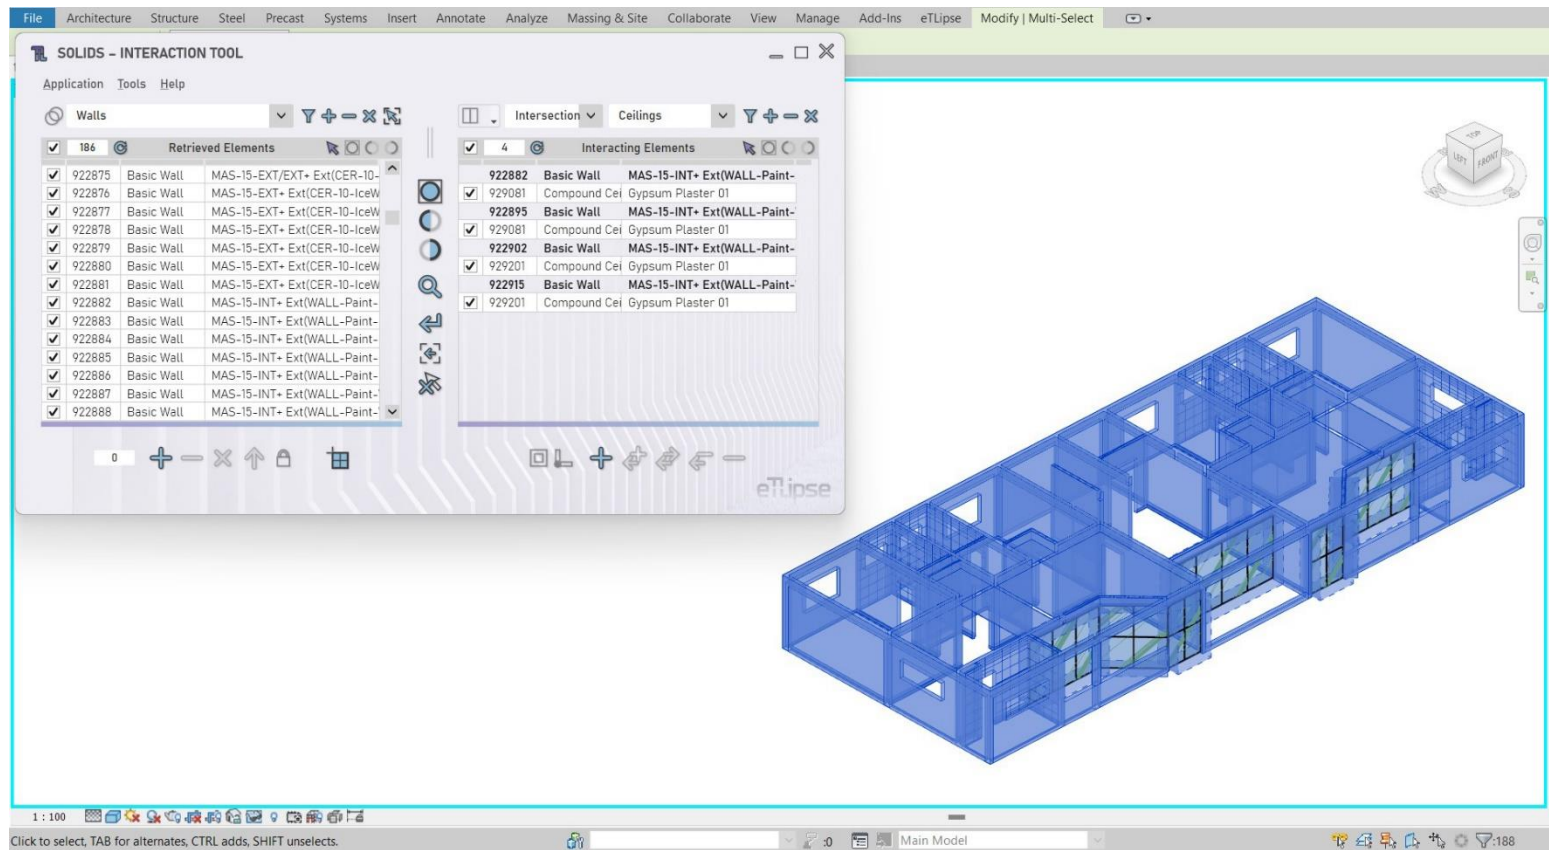 File Architecture Structure Steel Precast Systems Insert Annotate Analyze Massing & Site Collaborate View Manage Add-Ins eTLipse Modify | Multi-Select
SOLIDS - INTERACTION TOOL
Application Tools Help
Walls
Intersection Ceilings
186 Retrieved Elements
4 Interacting Elements
922875 Basic Wall MAS-15-EXT/EXT+ Ext(CER-10-
922876 Basic Wall MAS-15-EXT+ Ext(CER-10-IceW
922877 Basic Wall MAS-15-EXT+ Ext(CER-10-IceW
922878 Basic Wall MAS-15-EXT+ Ext(CER-10-IceW
922879 Basic Wall MAS-15-EXT+ Ext(CER-10-IceW
922880 Basic Wall MAS-15-EXT+ Ext(CER-10-IceW
922881 Basic Wall MAS-15-EXT+ Ext(CER-10-IceW
922882 Basic Wall MAS-15-INT+ Ext(WALL-Paint-
922883 Basic Wall MAS-15-INT+ Ext(WALL-Paint-
922884 Basic Wall MAS-15-INT+ Ext(WALL-Paint-
922885 Basic Wall MAS-15-INT+ Ext(WALL-Paint-
922886 Basic Wall MAS-15-INT+ Ext(WALL-Paint-
922887 Basic Wall MAS-15-INT+ Ext(WALL-Paint-
922888 Basic Wall MAS-15-INT+ Ext(WALL-Paint-
922882 Basic Wall MAS-15-INT+ Ext(WALL-Paint-
929081 Compound Cei Gypsum Plaster 01
922895 Basic Wall MAS-15-INT+ Ext(WALL-Paint-
929081 Compound Cei Gypsum Plaster 01
922902 Basic Wall MAS-15-INT+ Ext(WALL-Paint-
929201 Compound Cei Gypsum Plaster 01
922915 Basic Wall MAS-15-INT+ Ext(WALL-Paint-
929201 Compound Cei Gypsum Plaster 01
0
eTLipse
TOP
LEFT FRONT
1 : 100
Click to select, TAB for alternates, CTRL adds, SHIFT unselects.
:0 Main Model
:188